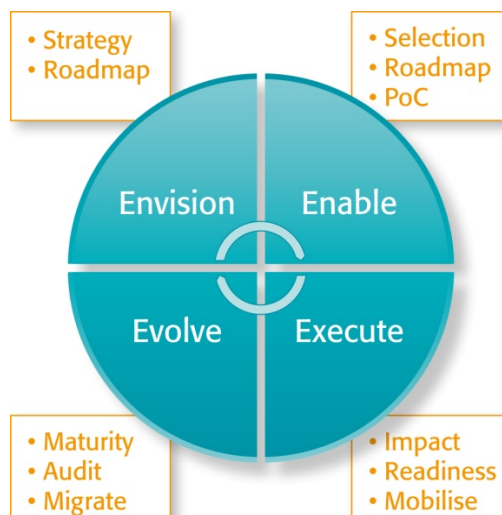 • Strategy
• Roadmap
• Selection
• Roadmap
• PoC
Envision
Enable
Evolve
Execute
• Maturity
• Audit
• Migrate
• Impact
• Readiness
• Mobilise